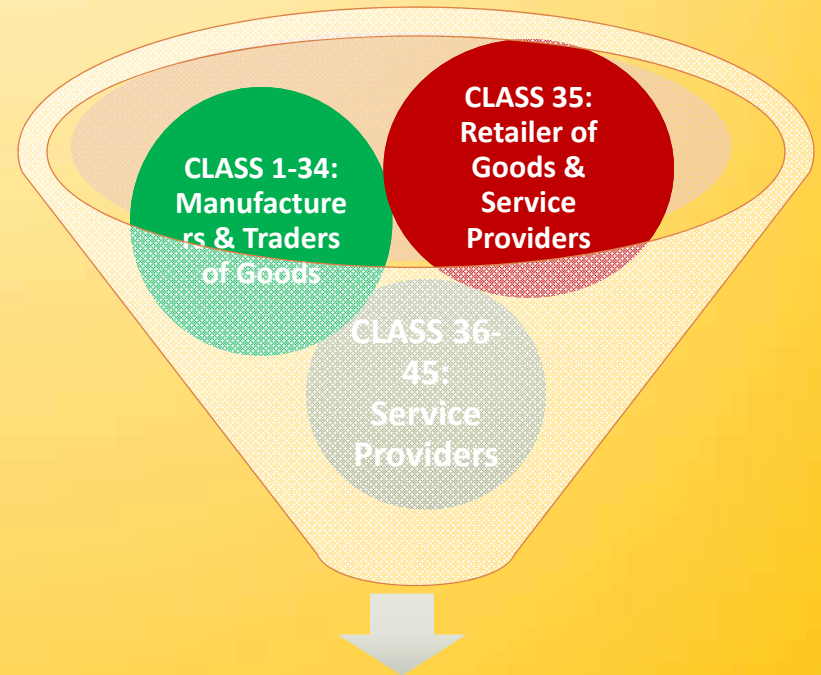 CLASS 1-34:
Manufacture
rs & Traders
of Goods
CLASS 35:
Retailer of
Goods &
Service
Providers
CLASS 36-
45:
Service
Providers